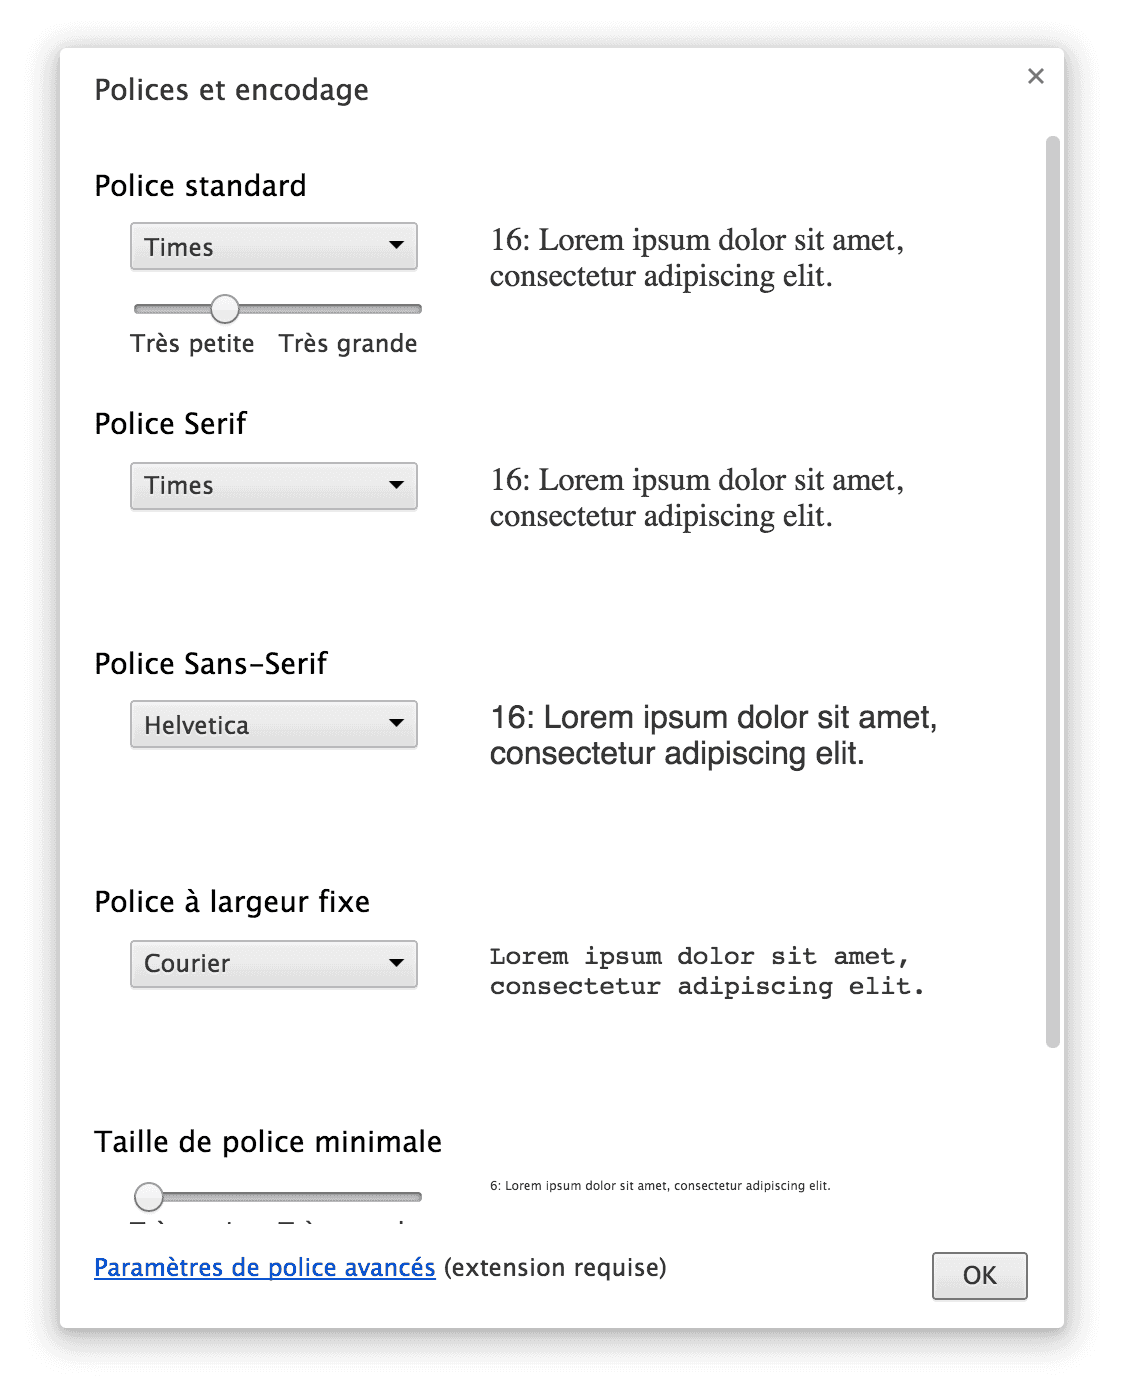 Polices et encodage
Police standard
Times
16: Lorem ipsum dolor sit amet,
consectetur adipiscing elit.
Très petite Très grande
Police Serif
Times
16: Lorem ipsum dolor sit amet,
consectetur adipiscing elit.
Police Sans-Serif
Helvetica
16: Lorem ipsum dolor sit amet,
consectetur adipiscing elit.
Police à largeur fixe
Courier
Lorem ipsum dolor sit amet,
consectetur adipiscing elit.
Taille de police minimale
6: Lorem ipsum dolor sit amet, consectetur adipiscing elit.
Paramètres de police avancés (extension requise)
OK